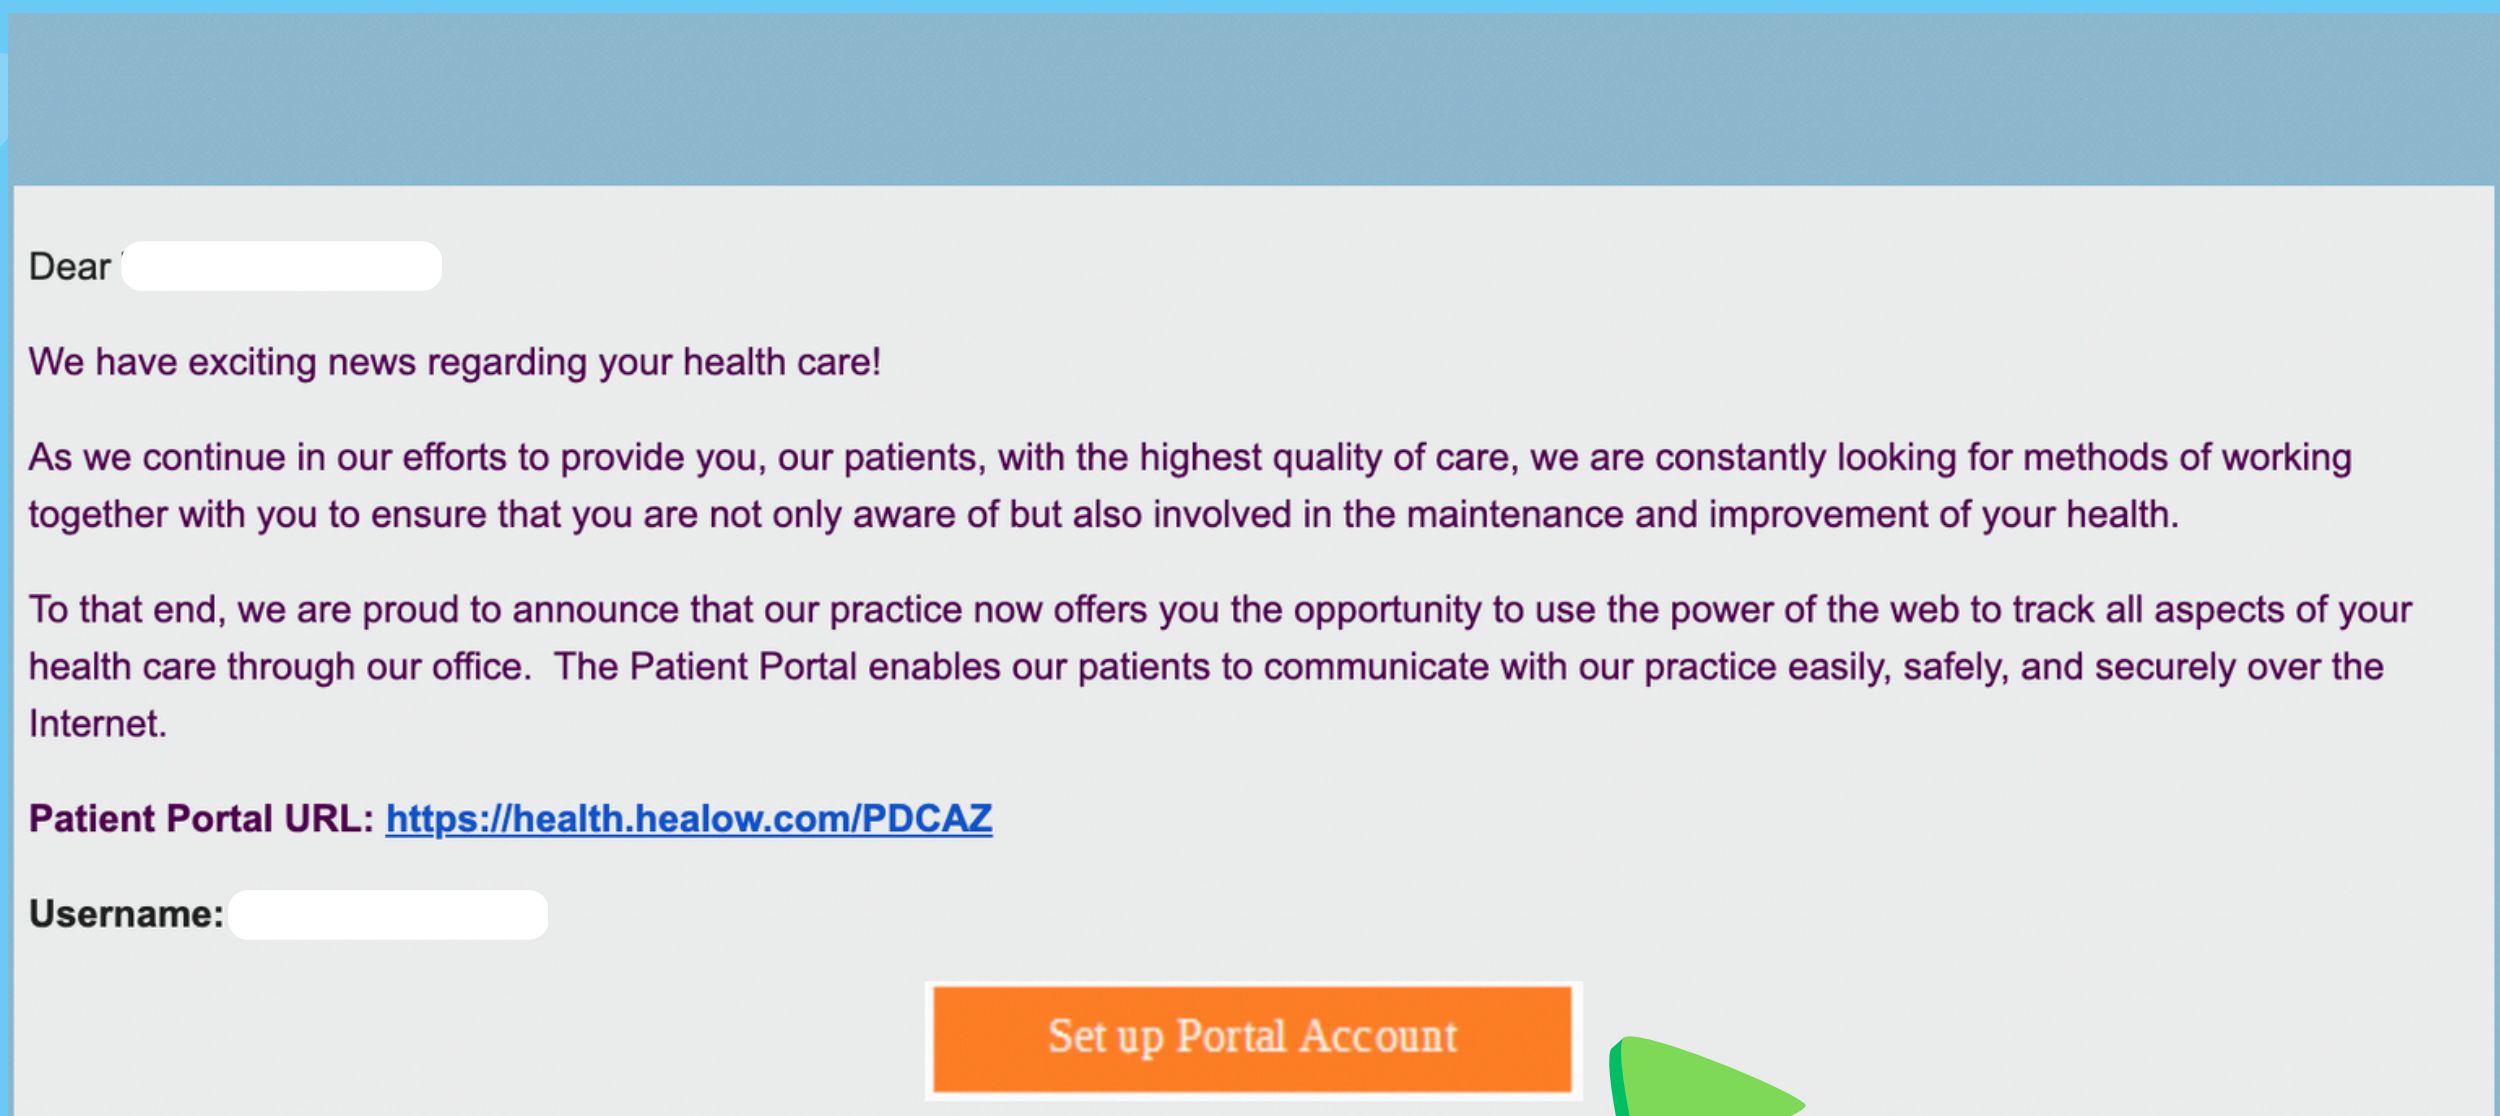 Dear
We have exciting news regarding your health care!
As we continue in our efforts to provide you, our patients, with the highest quality of care, we are constantly looking for methods of working
together with you to ensure that you are not only aware of but also involved in the maintenance and improvement of your health.
To that end, we are proud to announce that our practice now offers you the opportunity to use the power of the web to track all aspects of your
health care through our office.  The Patient Portal enables our patients to communicate with our practice easily, safely, and securely over the
Internet.
Patient Portal URL: https://health.healow.com/PDCAZ
Username:
Set up Portal Account